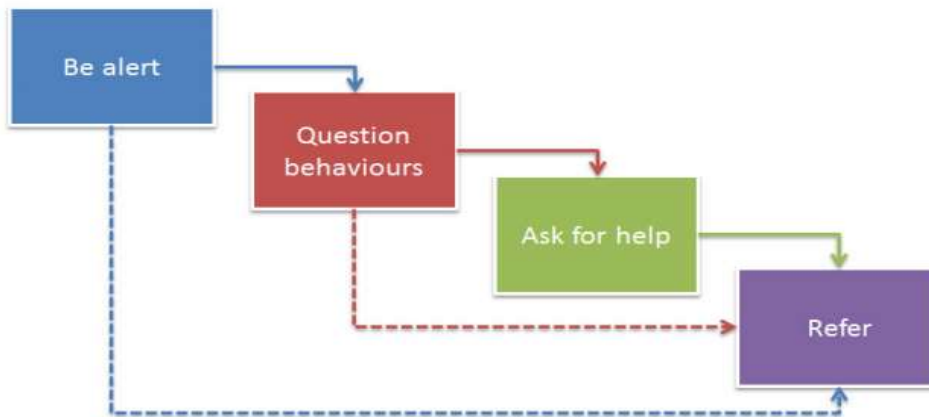 Be alert
Question
behaviours
Ask for help
Refer